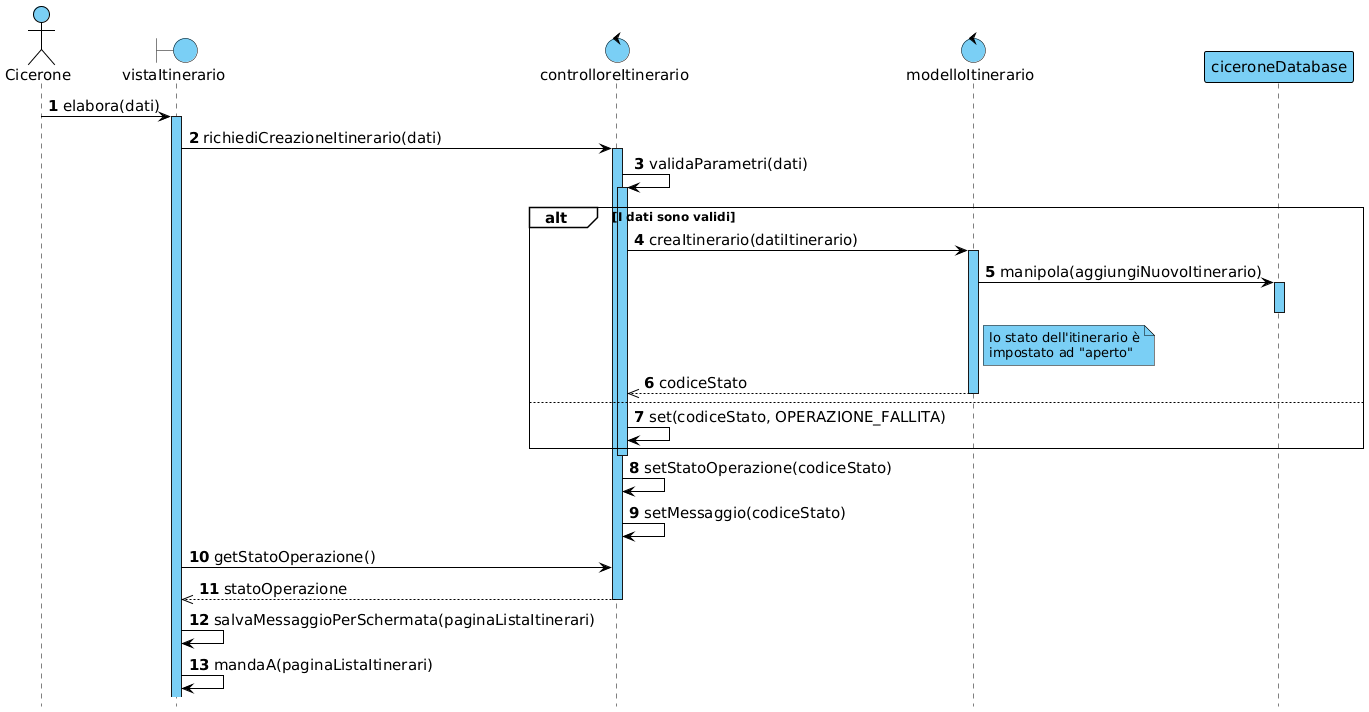 Cicerone
vistaItinerario
controlloreItinerario
modelloItinerario
ciceroneDatabase
1 elabora(dati)
2 richiediCreazioneItinerario(dati)
3 validaParametri(dati)
alt [I dati sono validi]
4 creaItinerario(datiItinerario)
5 manipola(aggiungiNuovoItinerario)
lo stato dell'itinerario è
impostato ad "aperto"
6 codiceStato
7 set(codiceStato, OPERAZIONE_FALLITA)
8 setStatoOperazione(codiceStato)
9 setMessaggio(codiceStato)
10 getStatoOperazione()
11 statoOperazione
12 salvaMessaggioPerSchermata(paginaListaItinerari)
13 mandaA(paginaListaItinerari)